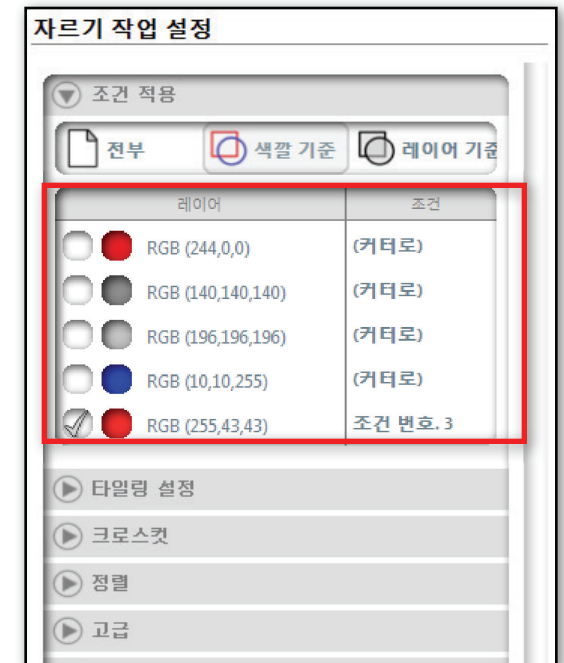 자르기 작업 설정
조건 적용
전부 색깔 기준 레이어 기준
레이어 조건
RGB (244,0,0) (커터로)
RGB (140,140,140) (커터로)
RGB (196,196,196) (커터로)
RGB (10,10,255) (커터로)
RGB (255,43,43) 조건 번호. 3
타일링 설정
크로스컷
정렬
고급